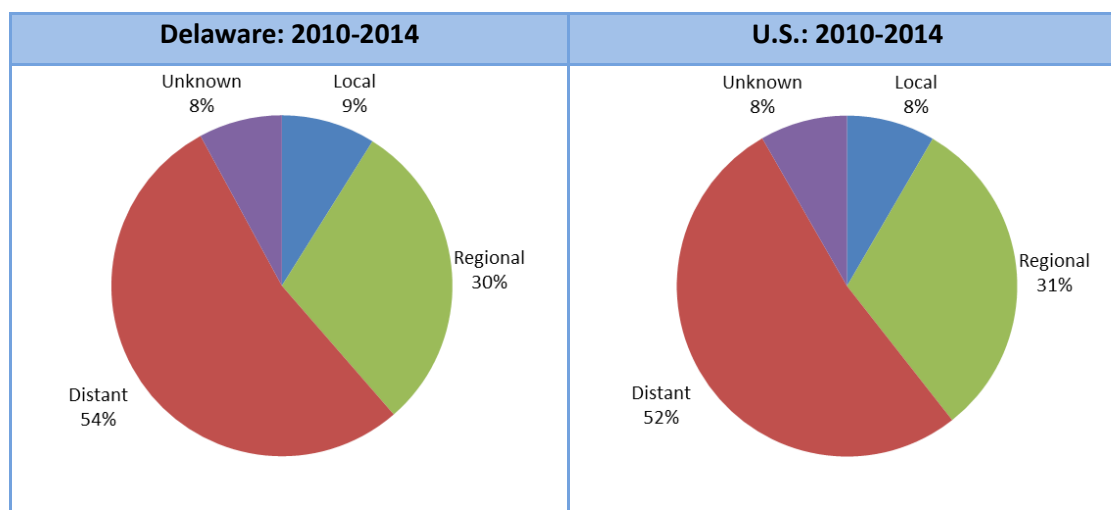 Delaware: 2010-2014
U.S.: 2010-2014
Unknown
8%
Local
9%
Regional
30%
Distant
54%
Unknown
8%
Local
8%
Regional
31%
Distant
52%